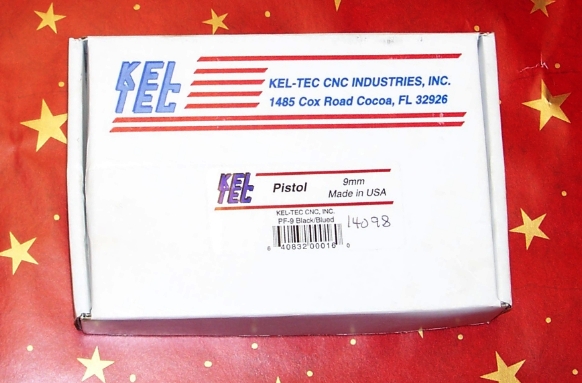 KEL
TEC
KEL-TEC CNC INDUSTRIES, INC.
1485 Cox Road Cocoa, FL 32926
KEL
TEC
Pistol
9mm
Made in USA
KEL-TEC CNC, INC.
PF-9 Black/Blued
14098
8 40832 00016 0